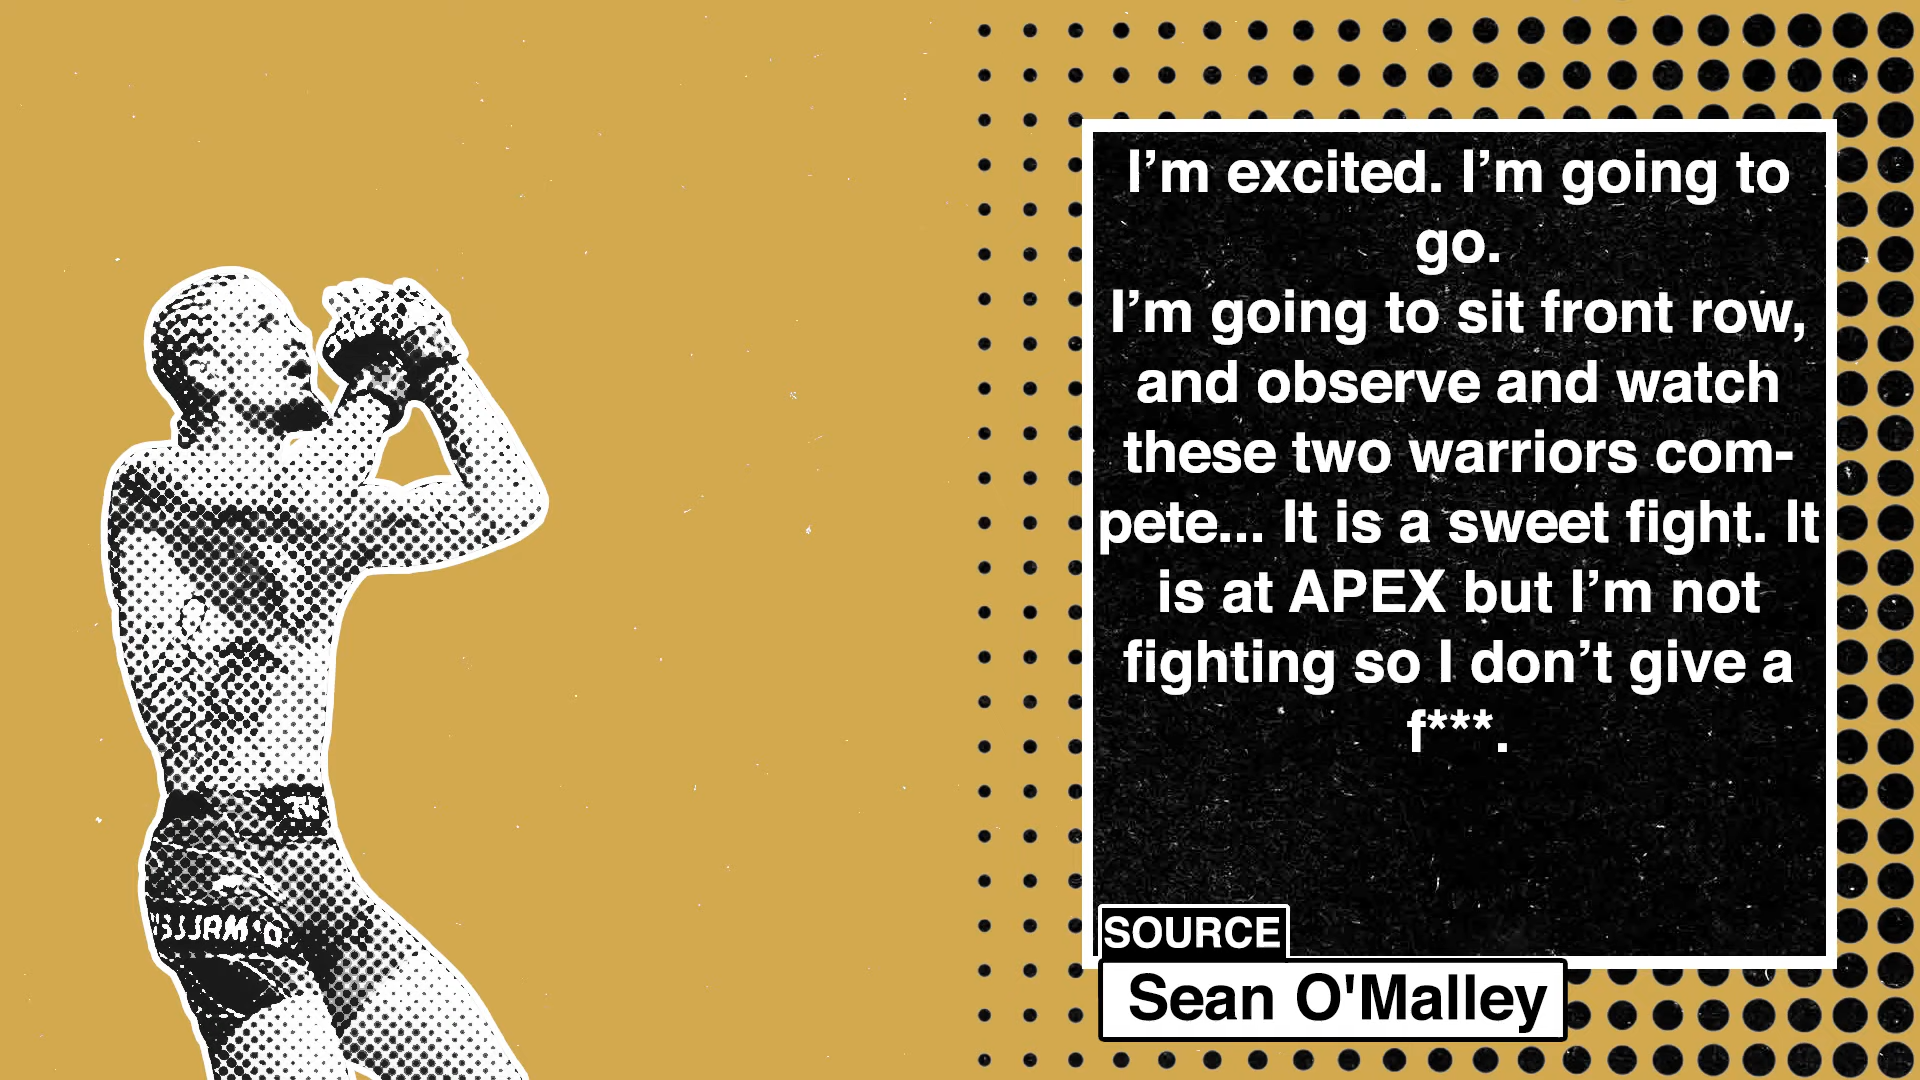 I’m excited. I’m going to
go.
I’m going to sit front row,
and observe and watch
these two warriors com-
pete... It is a sweet fight. It
is at APEX but I’m not
fighting so I don’t give a
f***.
SOURCE
Sean O'Malley